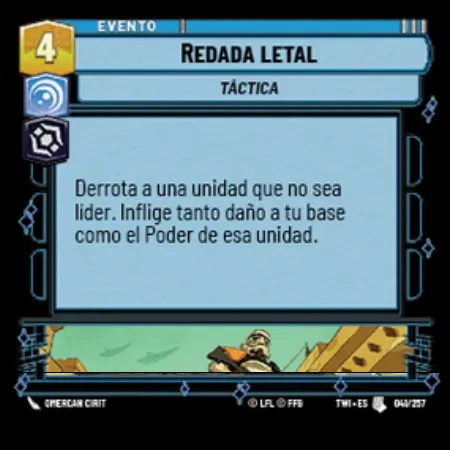 EVENTO
4
REDADA LETAL
TÁCTICA
Derrota a una unidad que no sea
líder. Inflige tanto daño a tu base
como el Poder de esa unidad.
OMERCAN CIRIT
© LFL © FFG
TWI • ES
041/257